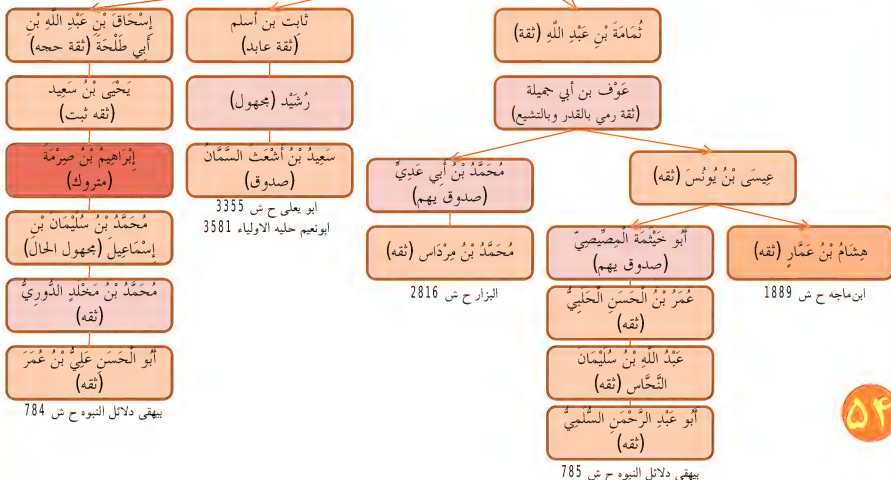 إِسْحَاقَ بْنِ عَبْدِ اللَّهِ بْنِ
أَبِي طَلْحَةَ (ثقة حجه)
يَحْيَى بْنُ سَعِيد
(ثقه ثبت)
إِبْرَاهِيمُ بْنُ صِرْمَةَ
(متروك)
مُحَمَّدُ بْنُ سُلَيْمَانَ بْنِ
إِسْمَاعِيلَ (مجهول الحال)
مُحَمَّدُ بْنُ مَخْلَدٍ الدُّورِيُّ
(ثقه)
أَبُو الْحَسَنِ عَلِيُّ بْنُ عُمَرَ
(ثقه)
بيهقى دلائل النبوه ح ش 784
ثَابِت بن أسلم
(ثقة عابد)
رُشَيْد (مجهول)
سَعِيدُ بْنُ أَشْعَثَ السَّمَّانُ
(صدوق)
ابو يعلى ح ش 3355
ابونعيم حليه الاولياء 3581
ثُمَامَةَ بْنِ عَبْدِ اللَّهِ (ثقة)
عَوْف بن أبي جميلة
(ثقة رمي بالقدر وبالتشيع)
مُحَمَّدُ بْنُ أَبِي عَدِيٍّ
(صدوق يهم)
مُحَمَّدُ بْنُ مِرْدَاس (ثقه)
البزار ح ش 2816
عِيسَى بْنُ يُونُسَ (ثقه)
أَبُو خَيْثَمَةَ الْمِصِّيصِيّ
(صدوق يهم)
عُمَرُ بْنُ الْحَسَنِ الْحَلَبِيُّ
(ثقه)
عَبْدُ اللَّهِ بْنُ سُلَيْمَانَ
النَّحَّاس (ثقه)
أَبُو عَبْدِ الرَّحْمَنِ السُّلَمِيُّ
(ثقه)
بيهقى دلائل النبوه ح ش 785
هِشَامُ بْنُ عَمَّارٍ (ثقه)
ابن‌ماجه ح ش 1889
۵۴